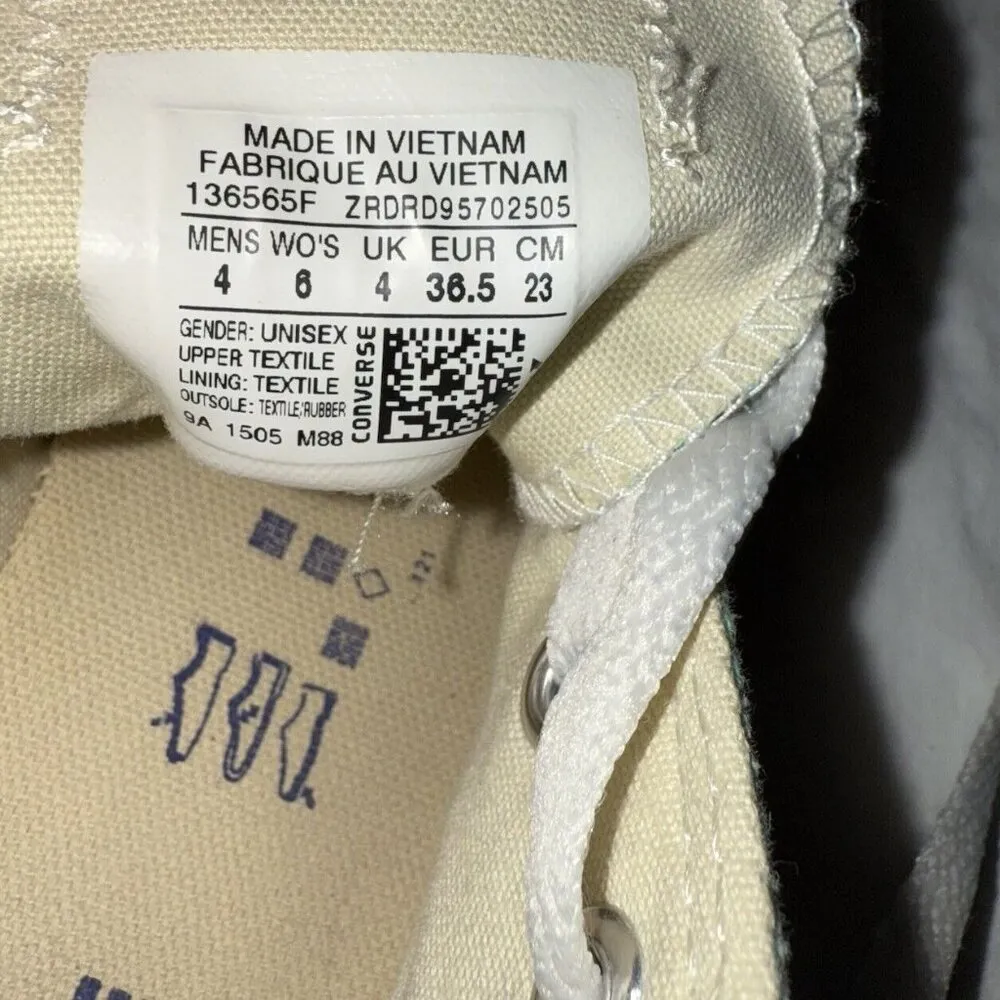 MADE IN VIETNAM
FABRIQUE AU VIETNAM
136565F ZRDRD95702505
MENS WO'S UK EUR CM
4 6 4 36.5 23
GENDER: UNISEX
UPPER TEXTILE
LINING: TEXTILE
OUTSOLE: TEXTILE/RUBBER
9A 1505 M88
CONVERSE
121